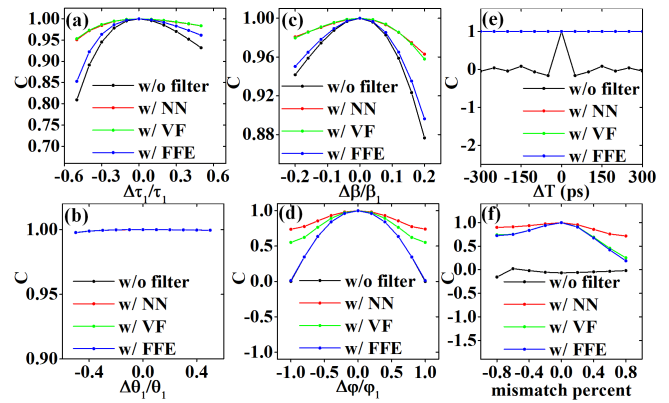 (a)
1.00
0.95
0.90
0.85
0.80
0.75
0.70
C
w/o filter
w/ NN
w/ VF
w/ FFE
-0.6
-0.3
0.0
0.3
0.6
Δτ₁/τ₁
(c)
1.00
0.96
0.92
0.88
C
w/o filter
w/ NN
w/ VF
w/ FFE
-0.2
-0.1
0.0
0.1
0.2
Δβ/β₁
(e)
1
0
-1
-2
C
w/o filter
w/ NN
w/ VF
w/ FFE
-300
-150
0
150
300
ΔT (ps)
(b)
1.00
0.95
0.90
C
w/o filter
w/ NN
w/ VF
w/ FFE
-0.4
0.0
0.4
Δθ₁/θ₁
(d)
1.0
0.5
0.0
-0.5
-1.0
C
w/o filter
w/ NN
w/ VF
w/ FFE
-1.0
-0.5
0.0
0.5
1.0
Δφ/φ₁
(f)
1.0
0.5
0.0
-0.5
-1.0
-1.5
C
w/o filter
w/ NN
w/ VF
w/ FFE
-0.8
-0.4
0.0
0.4
0.8
mismatch percent